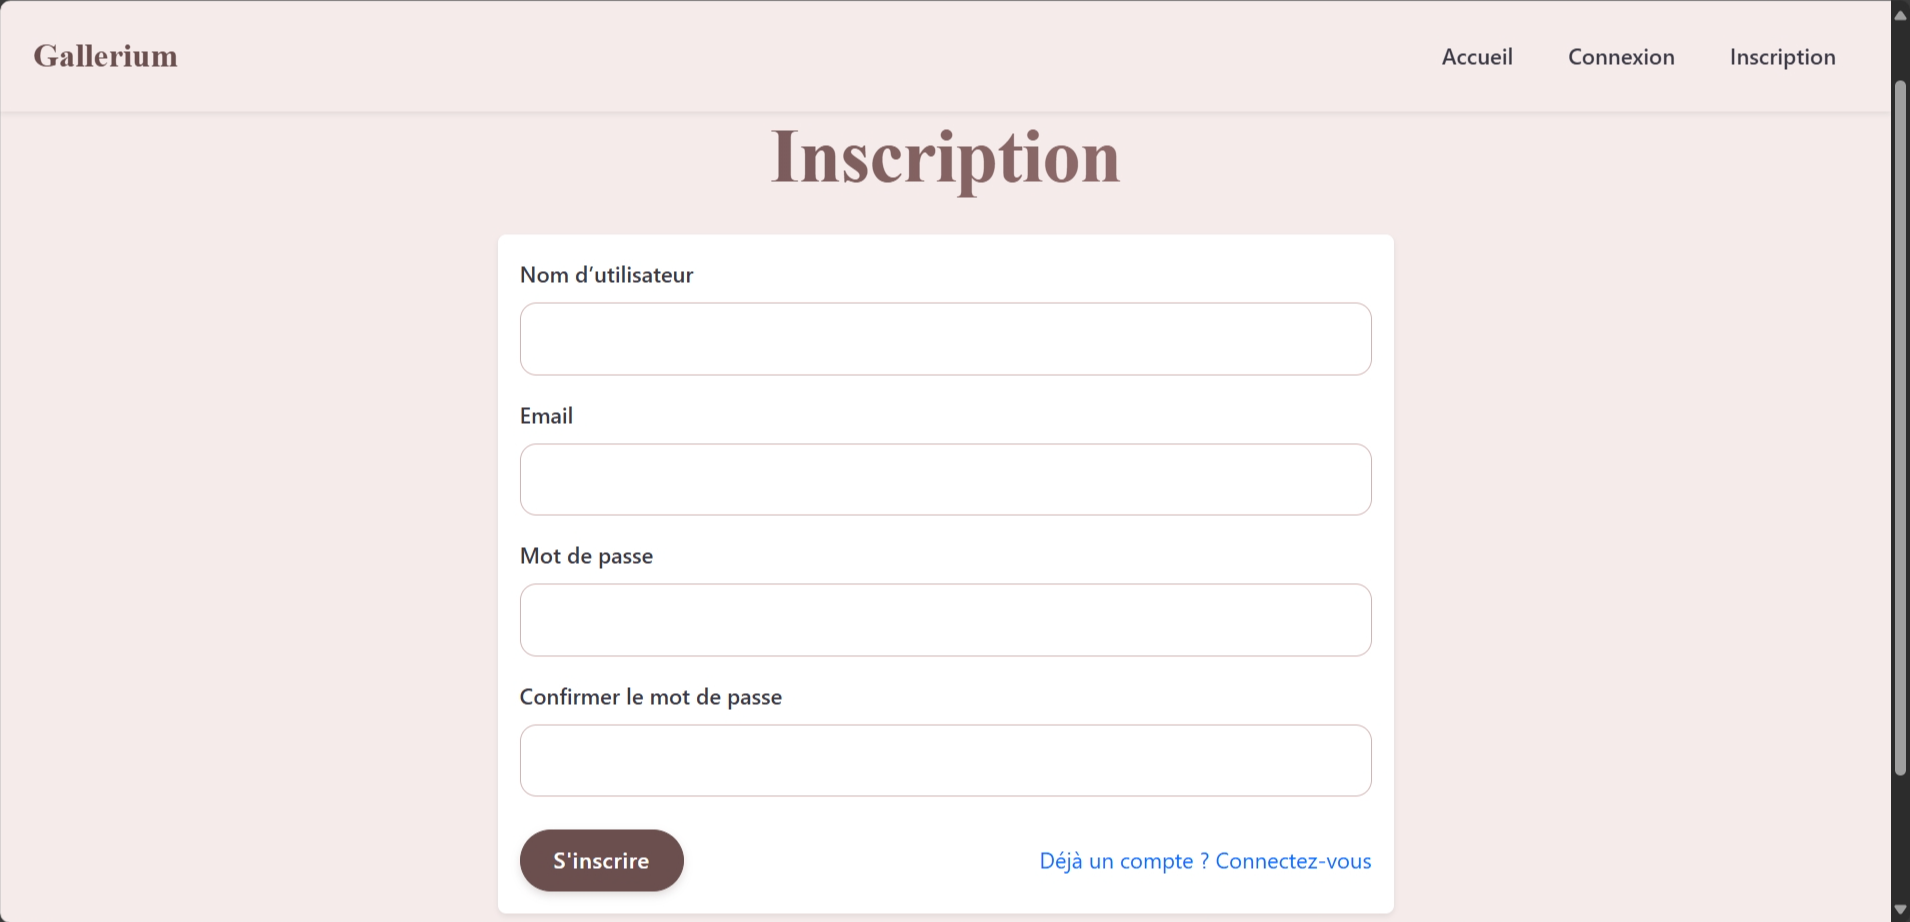 Gallerium
Accueil Connexion Inscription
Inscription
Nom d’utilisateur
Email
Mot de passe
Confirmer le mot de passe
S'inscrire
Déjà un compte ? Connectez-vous